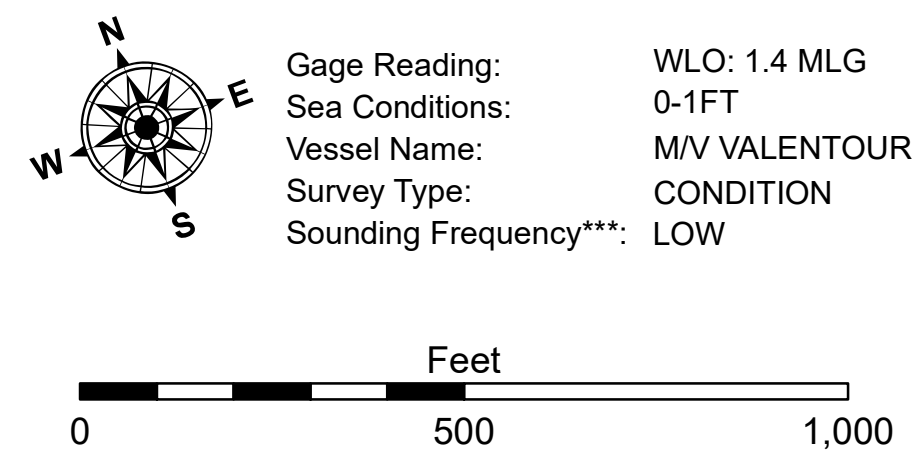 N
E
W
S
Gage Reading: WLO: 1.4 MLG
Sea Conditions: 0-1FT
Vessel Name: M/V VALENTOUR
Survey Type: CONDITION
Sounding Frequency***: LOW
Feet
0 500 1,000